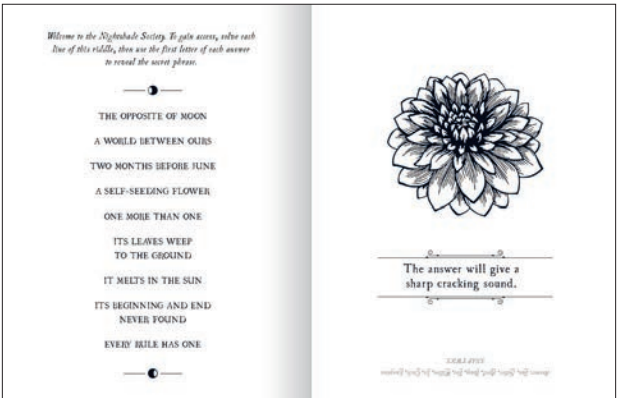 Welcome to the Nightshade Society. To gain access, solve each
line of this riddle, then use the first letter of each answer
to reveal the secret phrase.
THE OPPOSITE OF MOON
A WORLD BETWEEN OURS
TWO MONTHS BEFORE JUNE
A SELF-SEEDING FLOWER
ONE MORE THAN ONE
ITS LEAVES WEEP
TO THE GROUND
IT MELTS IN THE SUN
ITS BEGINNING AND END
NEVER FOUND
EVERY RULE HAS ONE
The answer will give a
sharp cracking sound.